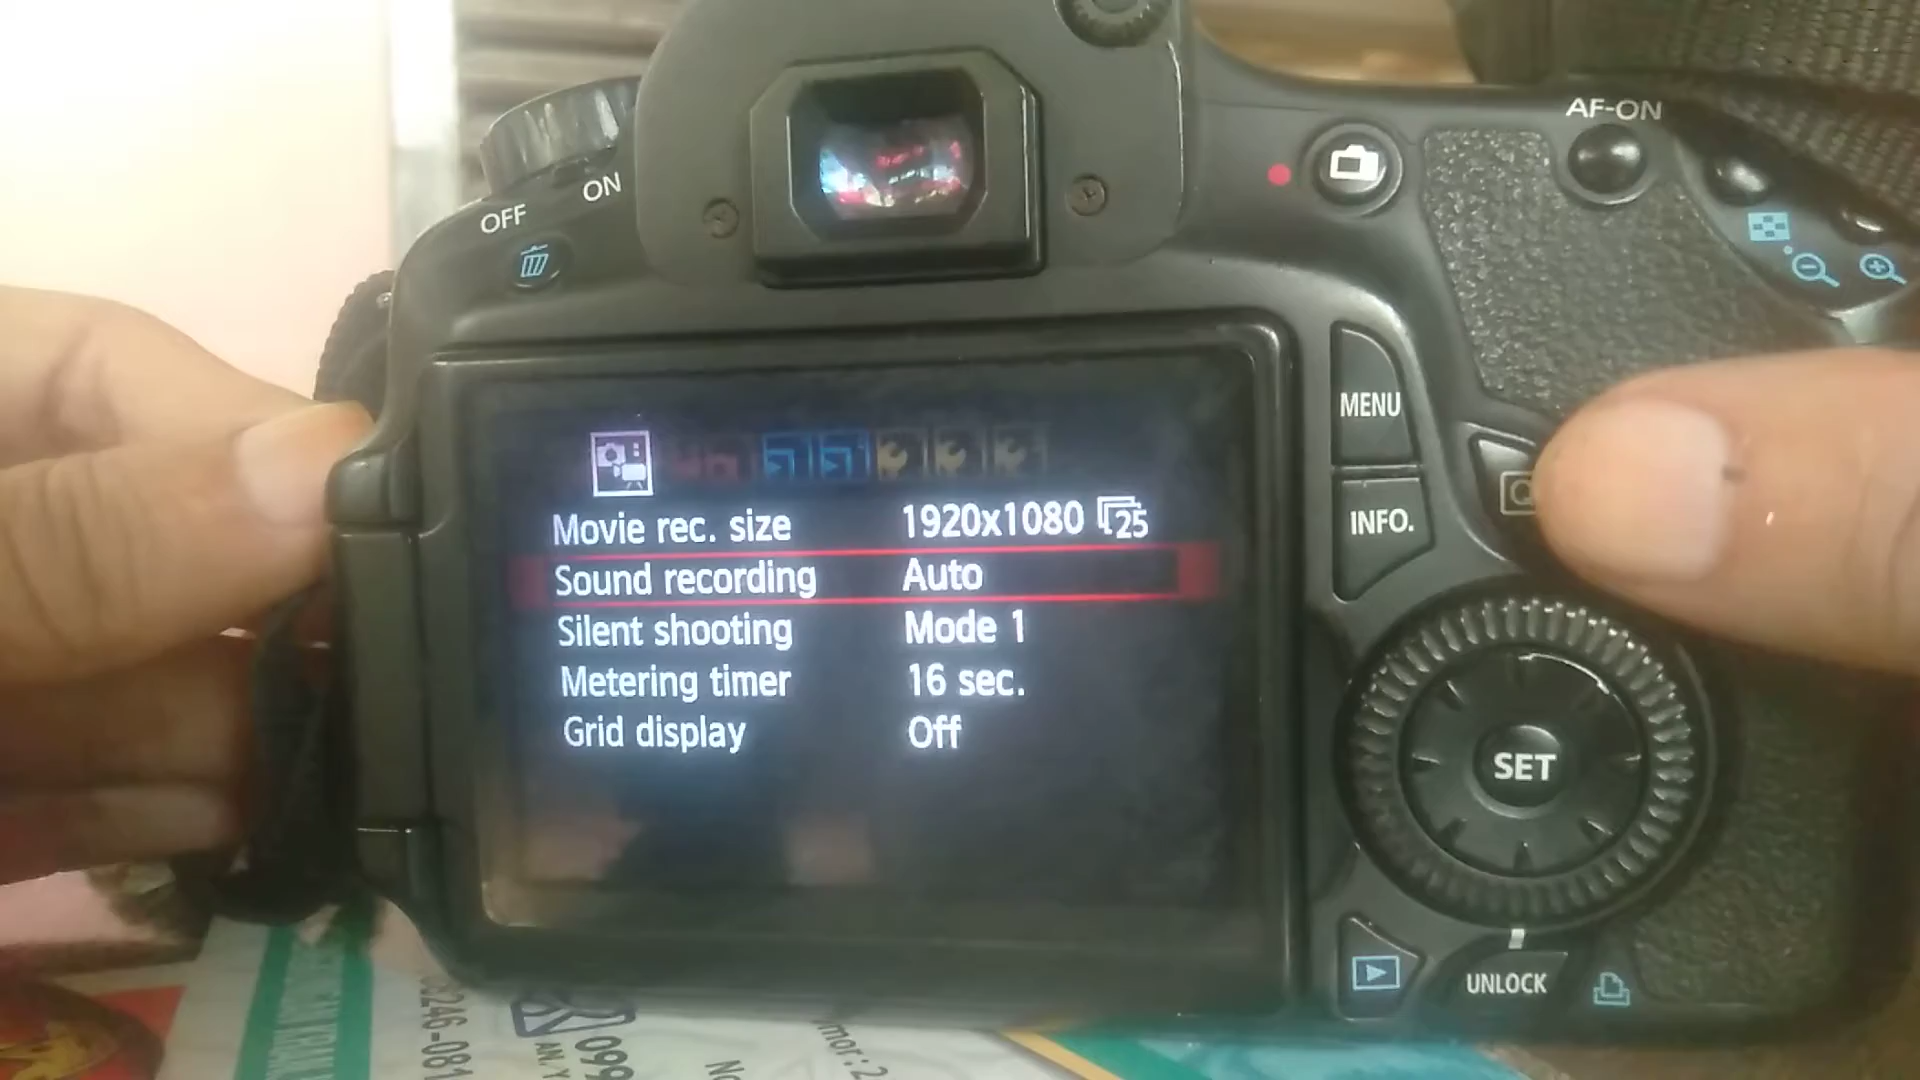 AF-ON
ON
OFF
MENU
INFO.
Q
Movie rec. size 1920x1080 25
Sound recording Auto
Silent shooting Mode 1
Metering timer 16 sec.
Grid display Off
SET
UNLOCK